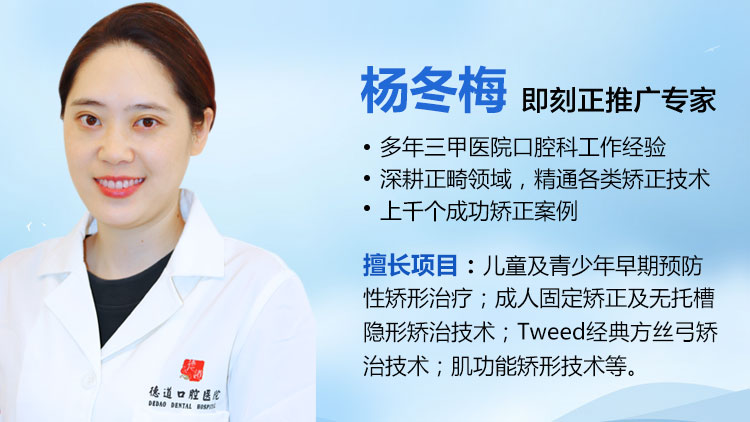 杨冬梅 即刻正推广专家
• 多年三甲医院口腔科工作经验
• 深耕正畸领域，精通各类矫正技术
• 上千个成功矫正案例
擅长项目：儿童及青少年早期预防
性矫形治疗；成人固定矫正及无托槽
隐形矫治技术；Tweed经典方丝弓矫
治技术；肌功能矫形技术等。
德道口腔医院
DEDAO DENTAL HOSPITAL